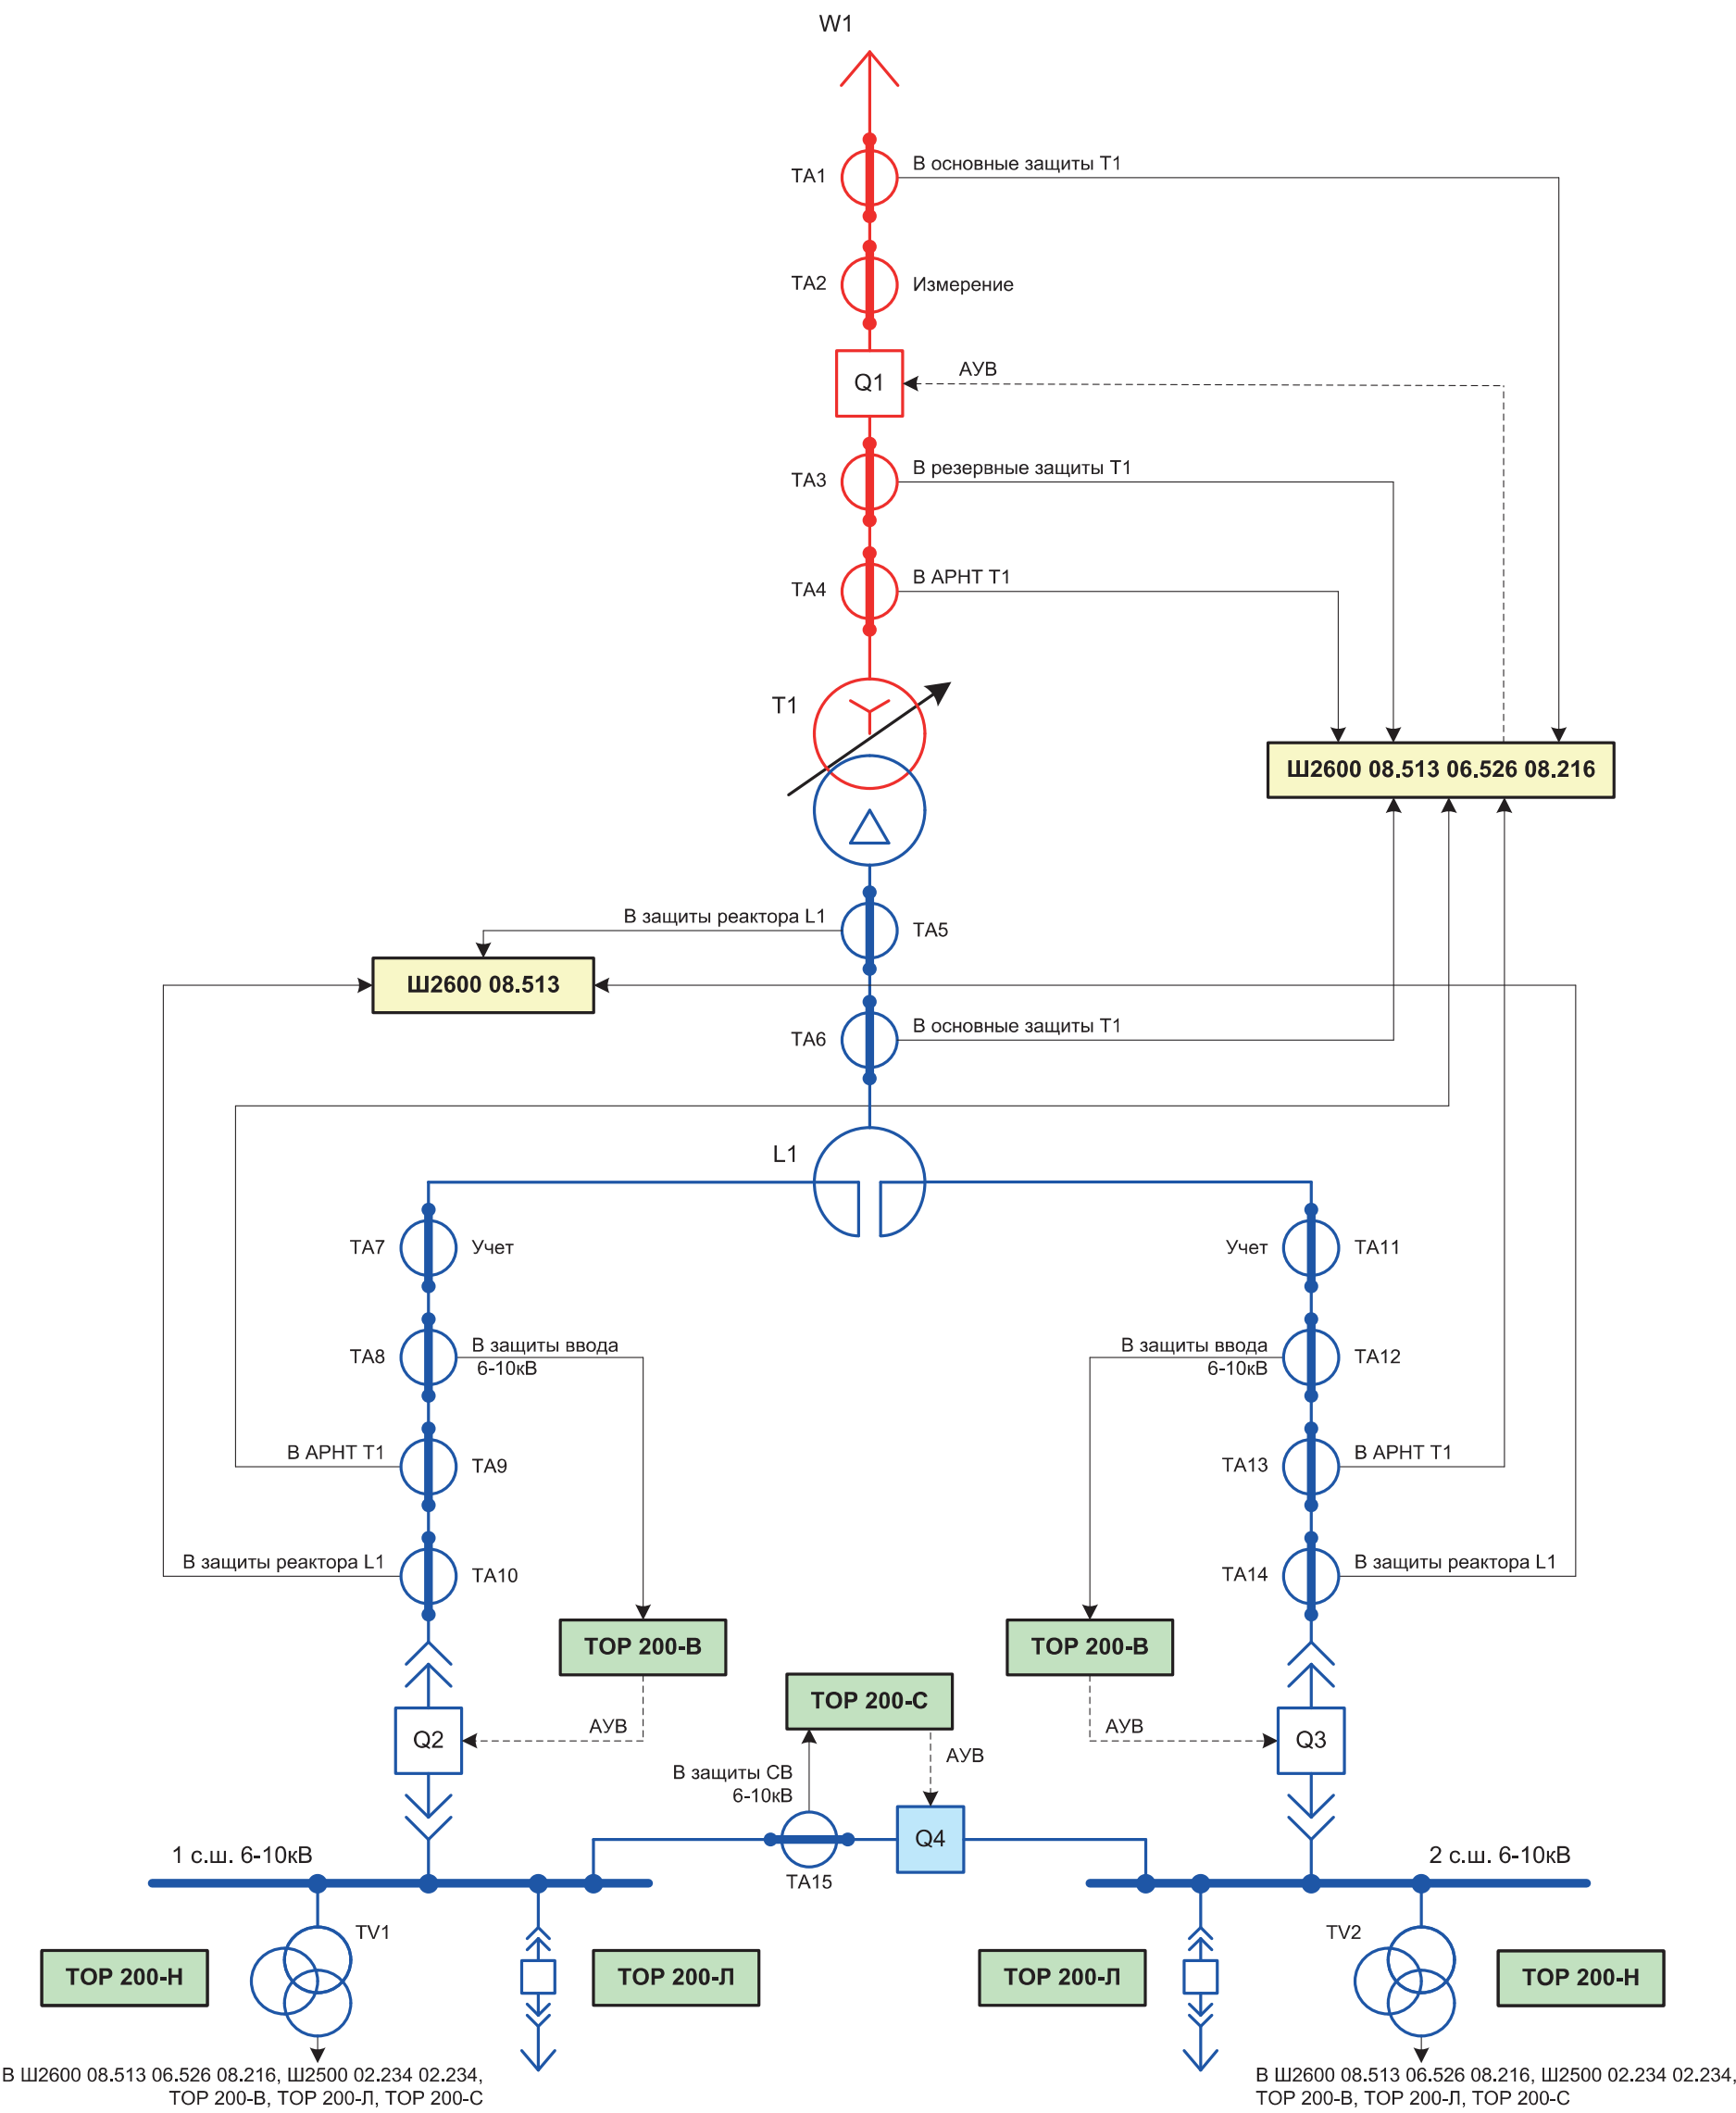 W1
TA1
В основные защиты Т1
TA2
Измерение
Q1
АУВ
TA3
В резервные защиты Т1
TA4
В АРНТ Т1
T1
Ш2600 08.513 06.526 08.216
В защиты реактора L1
TA5
Ш2600 08.513
TA6
В основные защиты Т1
L1
TA7
Учет
Учет
TA11
TA8
В защиты ввода
6-10кВ
В защиты ввода
6-10кВ
TA12
В АРНТ Т1
TA9
TA13
В АРНТ Т1
В защиты реактора L1
TA10
TA14
В защиты реактора L1
ТОР 200-В
ТОР 200-В
ТОР 200-С
Q2
АУВ
АУВ
Q3
АУВ
В защиты СВ
6-10кВ
Q4
TA15
1 с.ш. 6-10кВ
2 с.ш. 6-10кВ
TV1
TV2
ТОР 200-Н
ТОР 200-Л
ТОР 200-Л
ТОР 200-Н
В Ш2600 08.513 06.526 08.216, Ш2500 02.234 02.234,
ТОР 200-В, ТОР 200-Л, ТОР 200-С
В Ш2600 08.513 06.526 08.216, Ш2500 02.234 02.234,
ТОР 200-В, ТОР 200-Л, ТОР 200-С